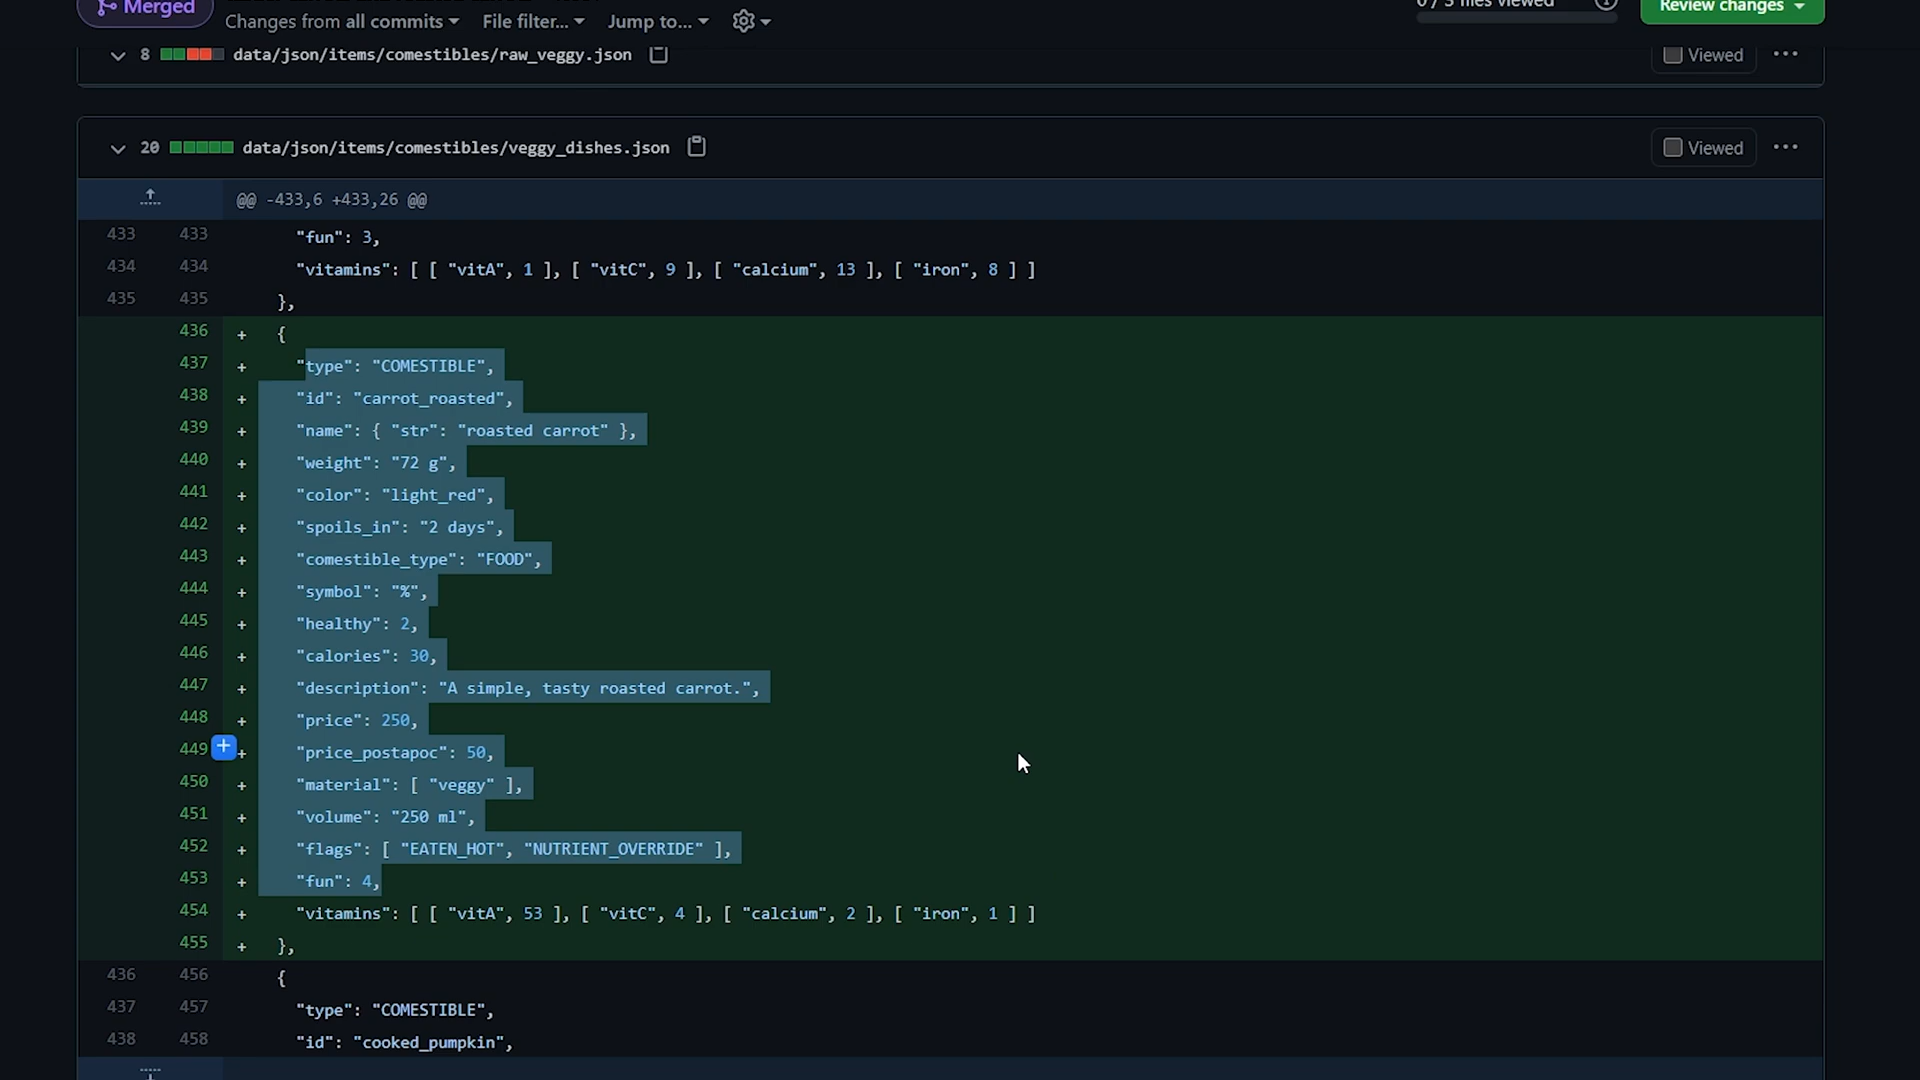 Merged
Changes from all commits File filter... Jump to...
0 / 3 files viewed Review changes
8 data/json/items/comestibles/raw_veggy.json Viewed
20 data/json/items/comestibles/veggy_dishes.json Viewed
@@ -433,6 +433,26 @@
433 433 "fun": 3,
434 434 "vitamins": [ [ "vitA", 1 ], [ "vitC", 9 ], [ "calcium", 13 ], [ "iron", 8 ] ]
435 435 },
436 + {
437 + "type": "COMESTIBLE",
438 + "id": "carrot_roasted",
439 + "name": { "str": "roasted carrot" },
440 + "weight": "72 g",
441 + "color": "light_red",
442 + "spoils_in": "2 days",
443 + "comestible_type": "FOOD",
444 + "symbol": "%",
445 + "healthy": 2,
446 + "calories": 30,
447 + "description": "A simple, tasty roasted carrot.",
448 + "price": 250,
449 + "price_postapoc": 50,
450 + "material": [ "veggy" ],
451 + "volume": "250 ml",
452 + "flags": [ "EATEN_HOT", "NUTRIENT_OVERRIDE" ],
453 + "fun": 4,
454 + "vitamins": [ [ "vitA", 53 ], [ "vitC", 4 ], [ "calcium", 2 ], [ "iron", 1 ] ]
455 + },
436 456 {
437 457 "type": "COMESTIBLE",
438 458 "id": "cooked_pumpkin",